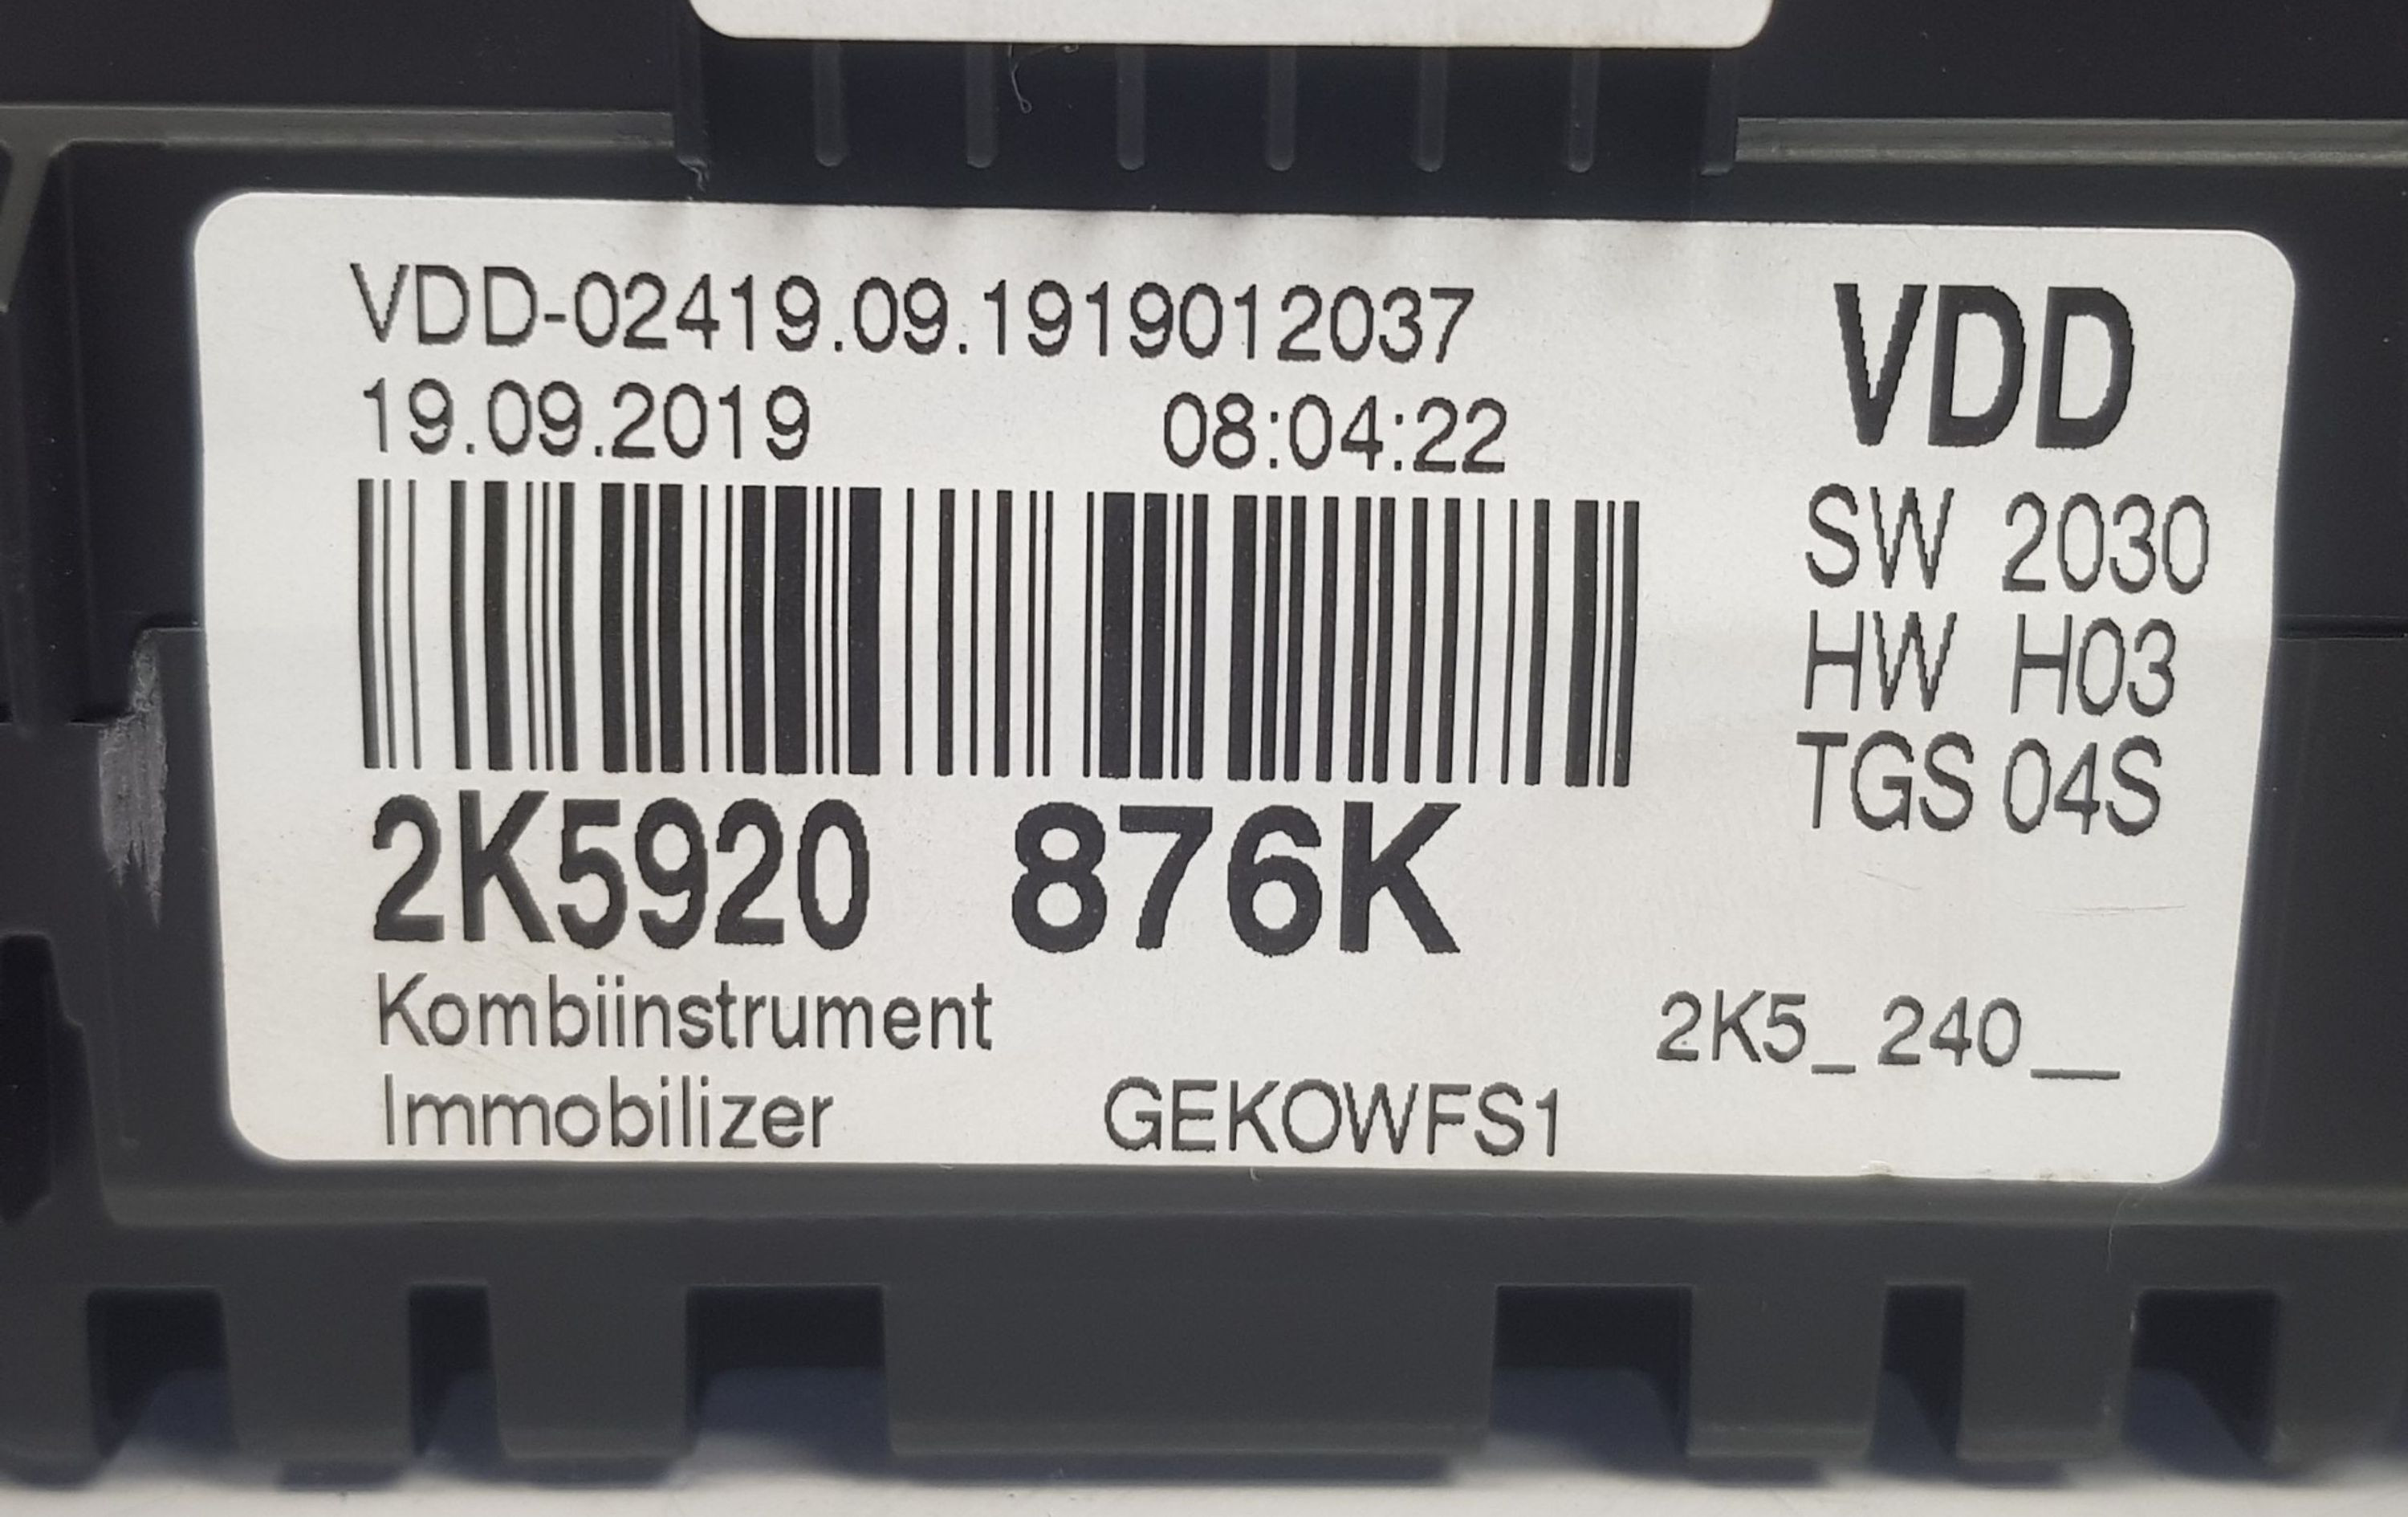 VDD-02419.09.1919012037
19.09.2019 08:04:22
VDD
SW 2030
HW H03
TGS 04S
2K5920 876K
Kombiinstrument
2K5_240__
Immobilizer GEKOWFS1